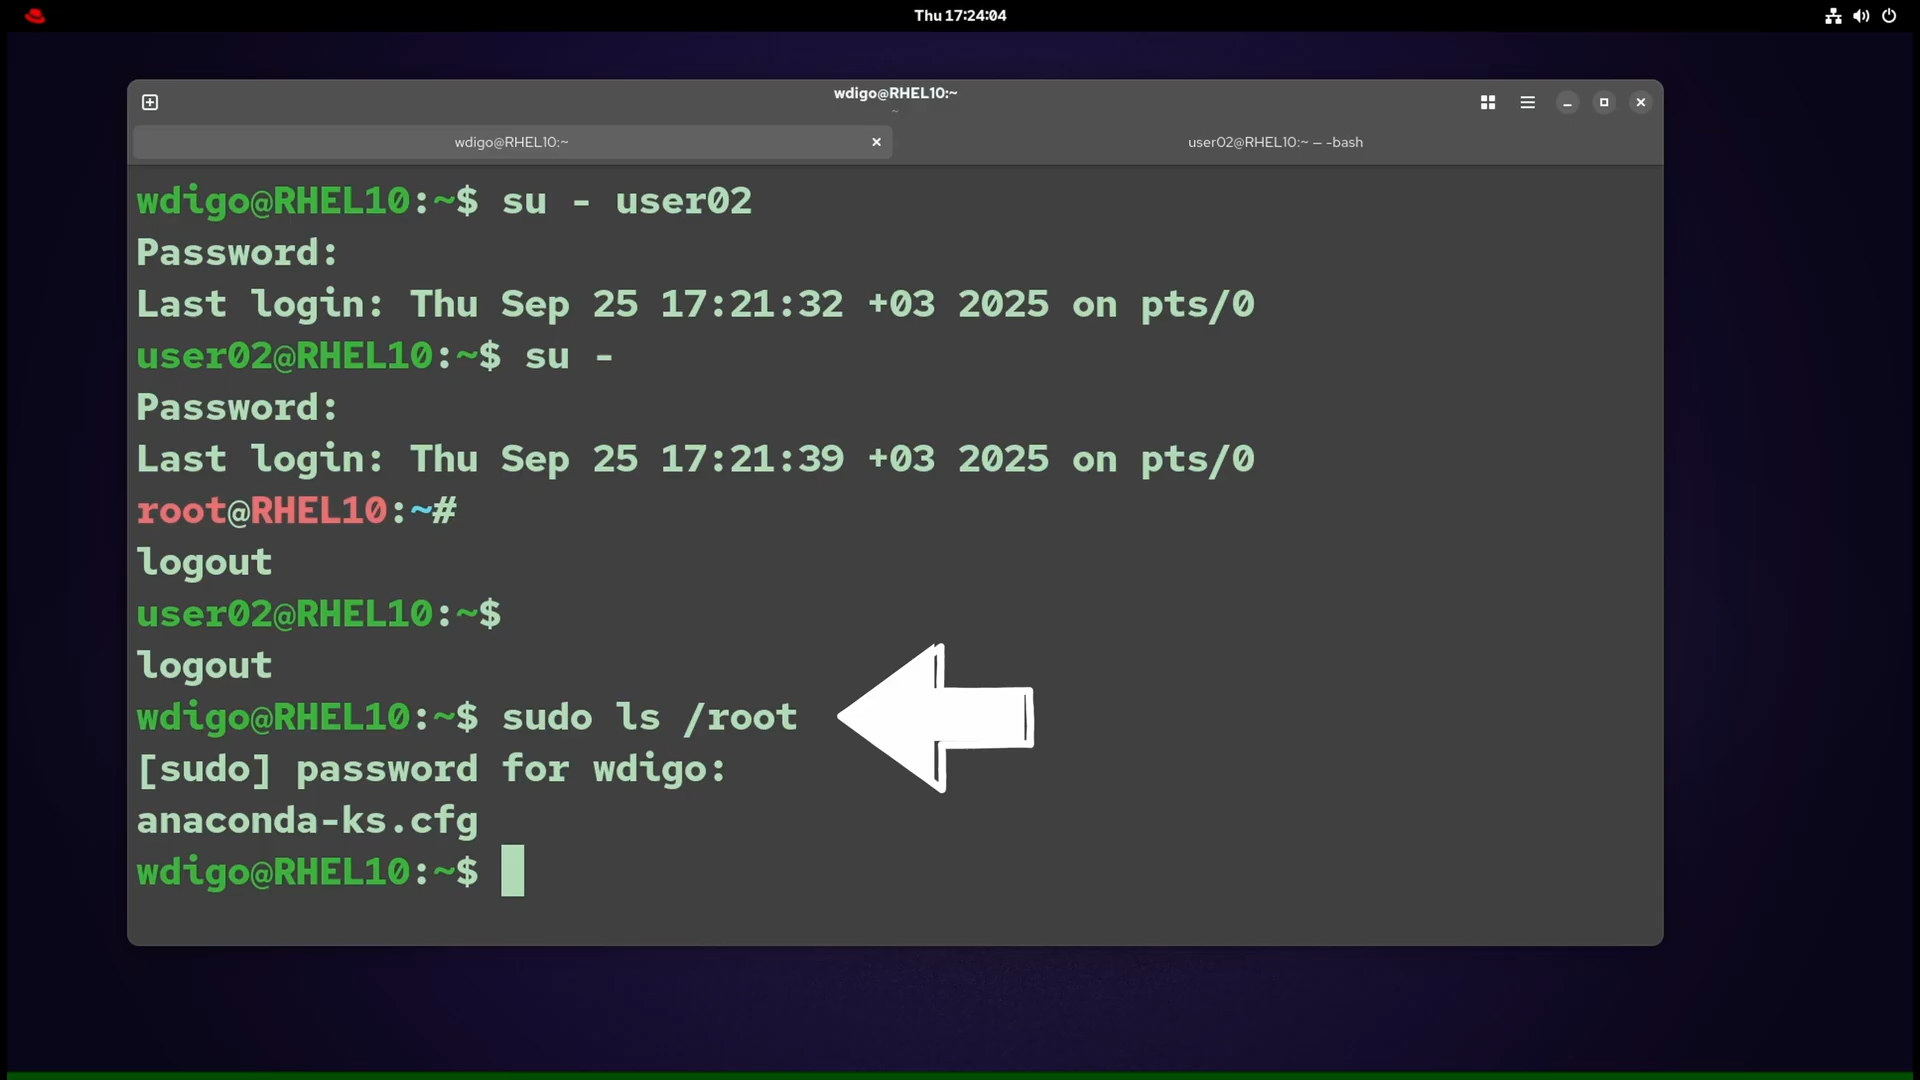 Thu 17:24:04
wdigo@RHEL10:~
~
wdigo@RHEL10:~
user02@RHEL10:~ — -bash
wdigo@RHEL10:~$ su - user02
Password:
Last login: Thu Sep 25 17:21:32 +03 2025 on pts/0
user02@RHEL10:~$ su -
Password:
Last login: Thu Sep 25 17:21:39 +03 2025 on pts/0
root@RHEL10:~#
logout
user02@RHEL10:~$
logout
wdigo@RHEL10:~$ sudo ls /root
[sudo] password for wdigo:
anaconda-ks.cfg
wdigo@RHEL10:~$